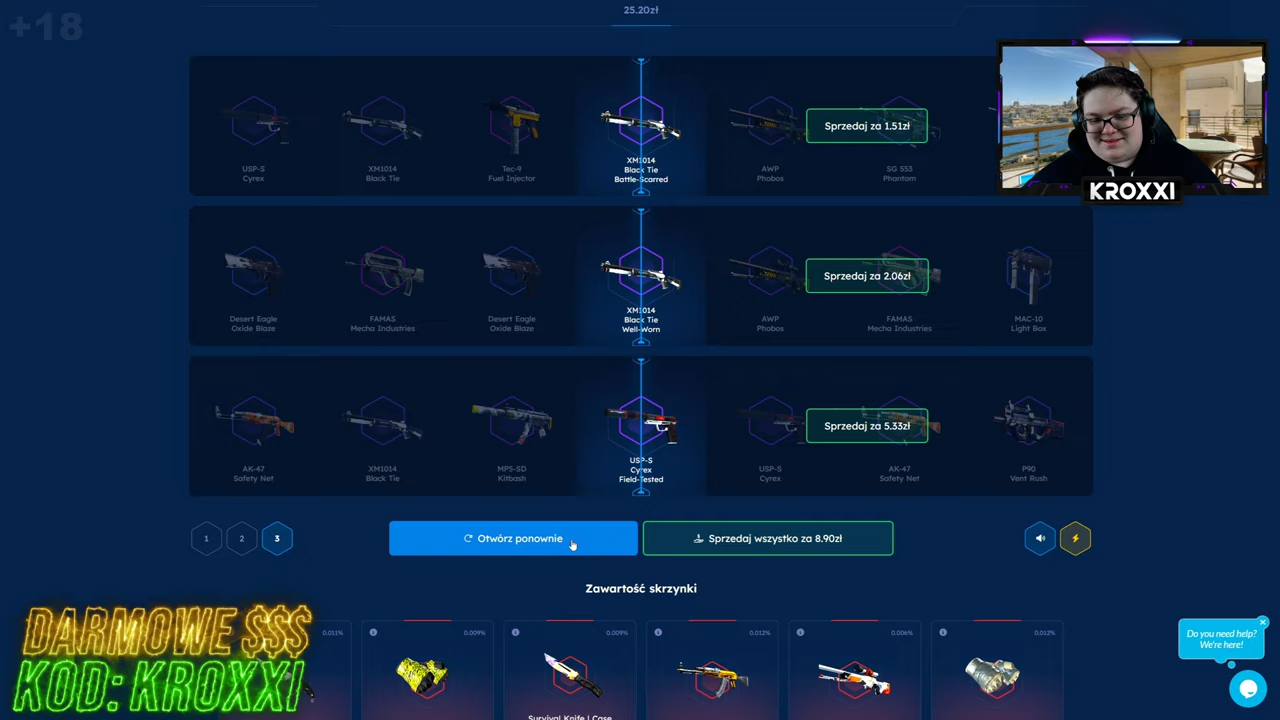 +18
25.20zł
USP-S
Cyrex
XM1014
Black Tie
Tec-9
Fuel Injector
XM1014
Black Tie
Battle-Scarred
AWP
Phobos
SG 553
Phantom
Sprzedaj za 1.51zł
KROXXI
Desert Eagle
Oxide Blaze
FAMAS
Mecha Industries
Desert Eagle
Oxide Blaze
XM1014
Black Tie
Well-Worn
AWP
Phobos
FAMAS
Mecha Industries
MAC-10
Light Box
Sprzedaj za 2.06zł
AK-47
Safety Net
XM1014
Black Tie
MP5-SD
Kitbash
USP-S
Cyrex
Field-Tested
USP-S
Cyrex
AK-47
Safety Net
P90
Vent Rush
Sprzedaj za 5.33zł
1
2
3
Otwórz ponownie
Sprzedaj wszystko za 8.90zł
Zawartość skrzynki
DARMOWE $$$
KOD: KROXXI
0.011%
0.009%
0.009%
0.012%
0.006%
0.012%
Survival Knife | Case
Do you need help?
We're here!